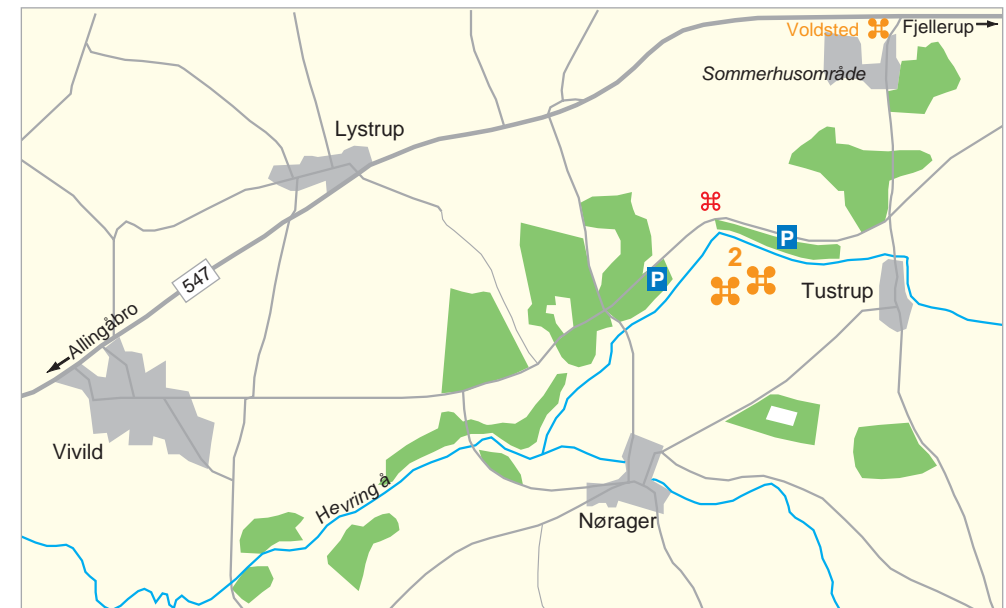 Voldsted
Fjellerup
Sommerhusområde
Lystrup
P
2
P
547
Tustrup
Allingåbro
Vivild
Hevring å
Nørager